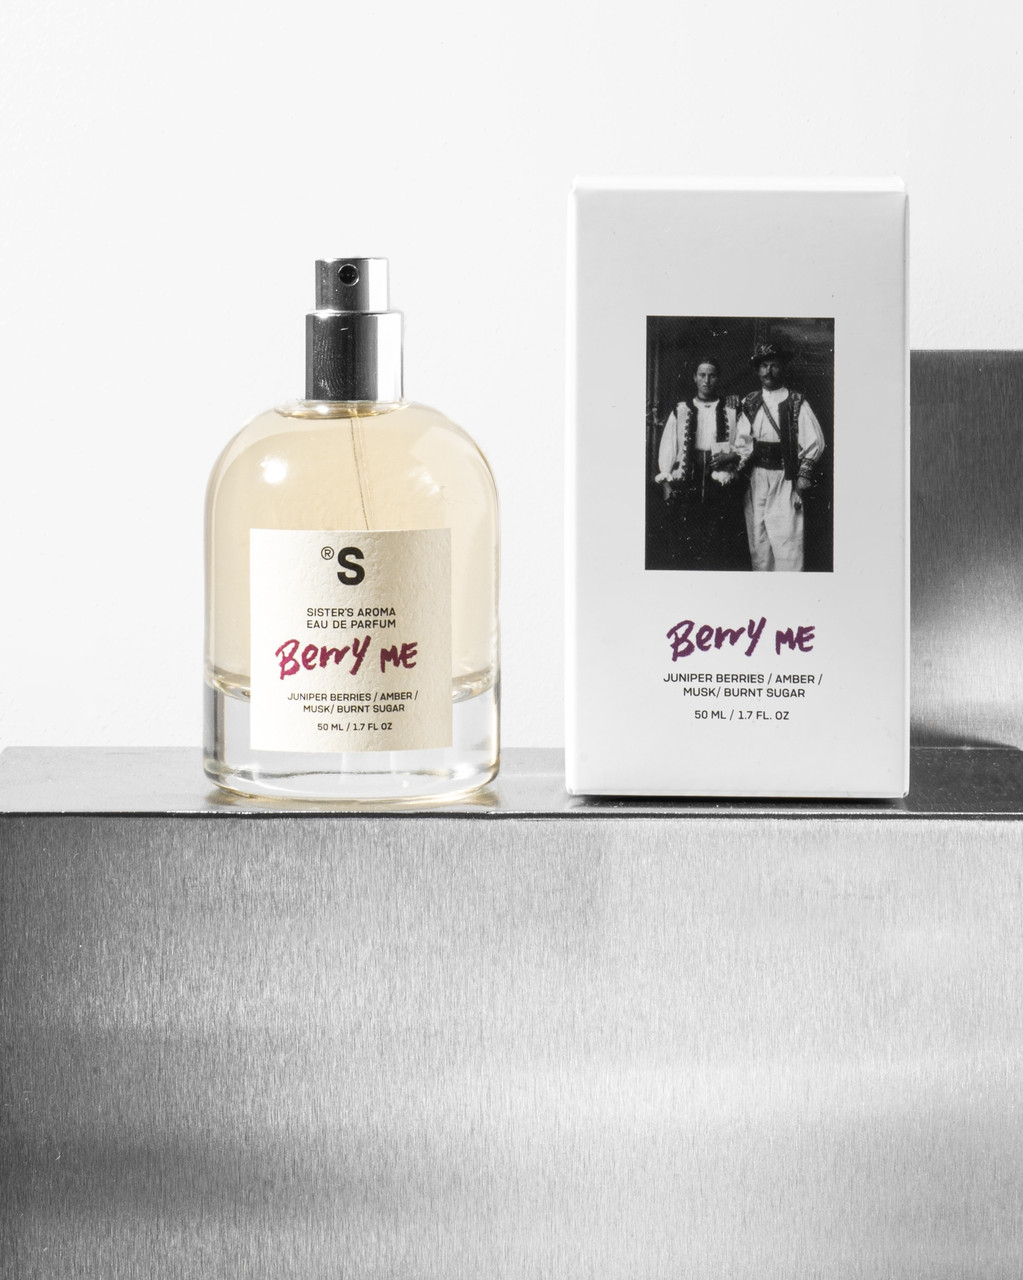 ®S
SISTER'S AROMA
EAU DE PARFUM
Berry ME
JUNIPER BERRIES / AMBER /
MUSK/ BURNT SUGAR
50 ML / 1.7 FL OZ
Berry ME
JUNIPER BERRIES / AMBER /
MUSK/ BURNT SUGAR
50 ML / 1.7 FL. OZ